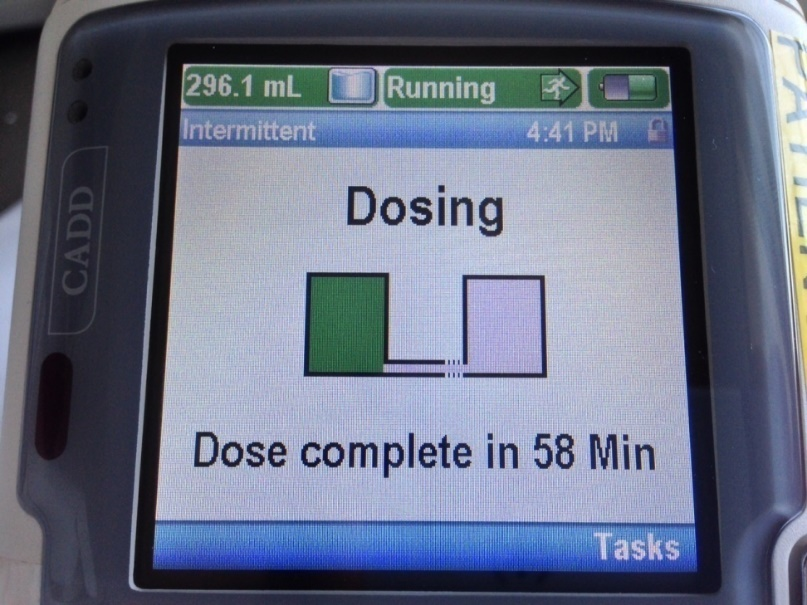 296.1 mL Running
Intermittent 4:41 PM
Dosing
Dose complete in 58 Min
Tasks
CADD